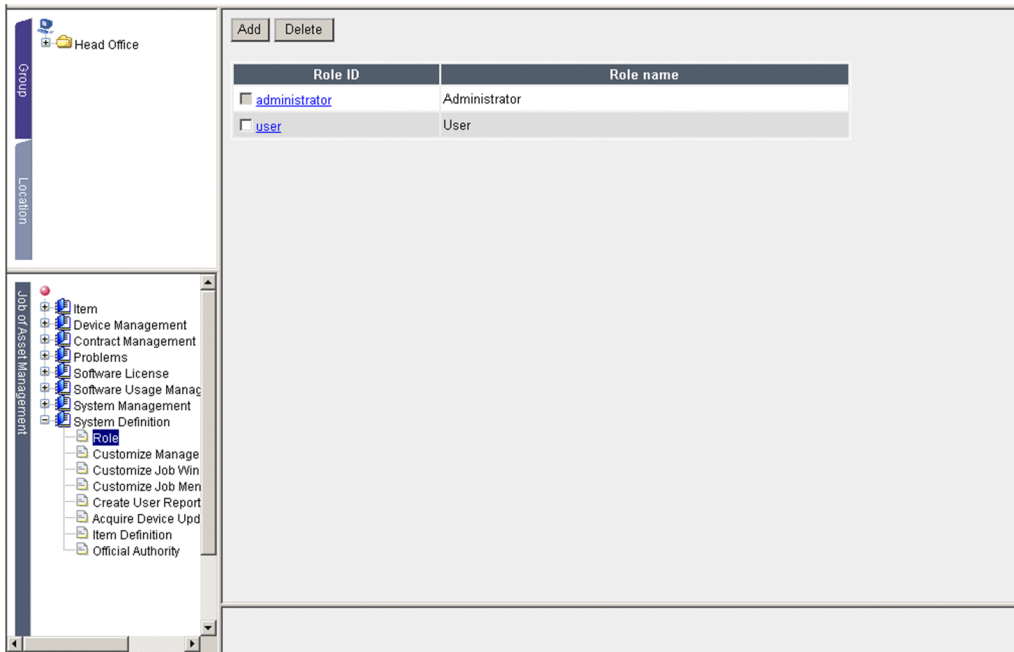 Group
Location
Head Office
Add Delete
Role ID Role name
administrator Administrator
user User
Job of Asset Management
Item
Device Management
Contract Management
Problems
Software License
Software Usage Manag
System Management
System Definition
Role
Customize Manage
Customize Job Win
Customize Job Men
Create User Report
Acquire Device Upd
Item Definition
Official Authority